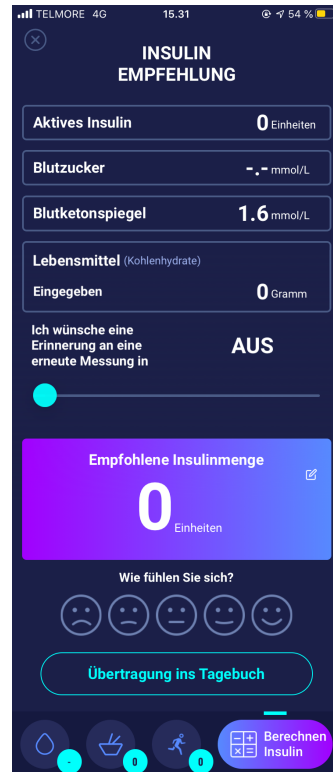 TELMORE 4G 15.31 54 %
INSULIN
EMPFEHLUNG
Aktives Insulin 0 Einheiten
Blutzucker -.- mmol/L
Blutketonspiegel 1.6 mmol/L
Lebensmittel (Kohlenhydrate)
Eingegeben 0 Gramm
Ich wünsche eine
Erinnerung an eine
erneute Messung in
AUS
Empfohlene Insulinmenge
0 Einheiten
Wie fühlen Sie sich?
Übertragung ins Tagebuch
- 0 0
Berechnen
Insulin